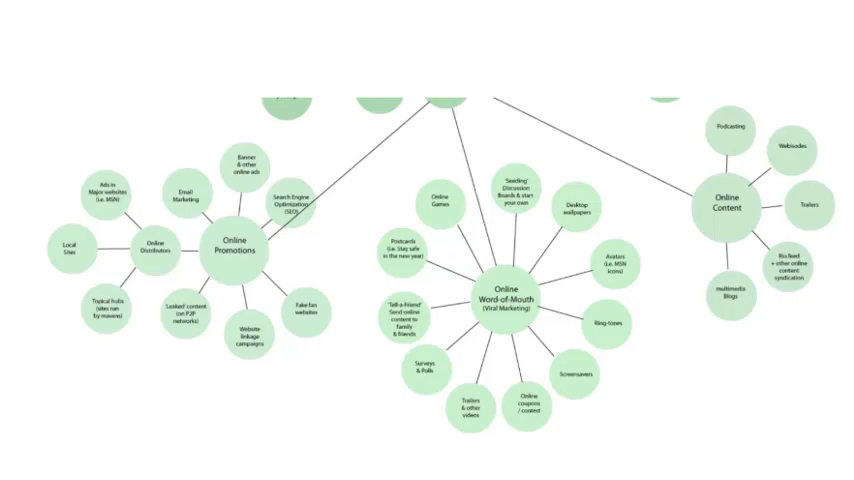 Banner
& other
online ads
Ads in
Major websites
(i.e. MSN)
Email
Marketing
Search Engine
Optimization
(SEO)
Local
Sites
Online
Distributors
Online
Promotions
Topical hubs
(sites run
by mavens)
'Leaked' content
(on P2P
networks)
Website
linkage
campaigns
Fake fan
websites
Online
Games
'Seeding'
Discussion
Boards & start
your own
Desktop
wallpapers
Postcards
(i.e. Stay safe
in the new year)
Avatars
(i.e. MSN
icons)
Online
Word-of-Mouth
(Viral Marketing)
'Tell-a-Friend'
Send online
content to
family
& friends
Ring-tones
Surveys
& Polls
Screensavers
Trailers
& other
videos
Online
coupons
/ content
Podcasting
Webisodes
Online
Content
Trailers
Rss feed
+ other online
content
syndication
multimedia
Blogs